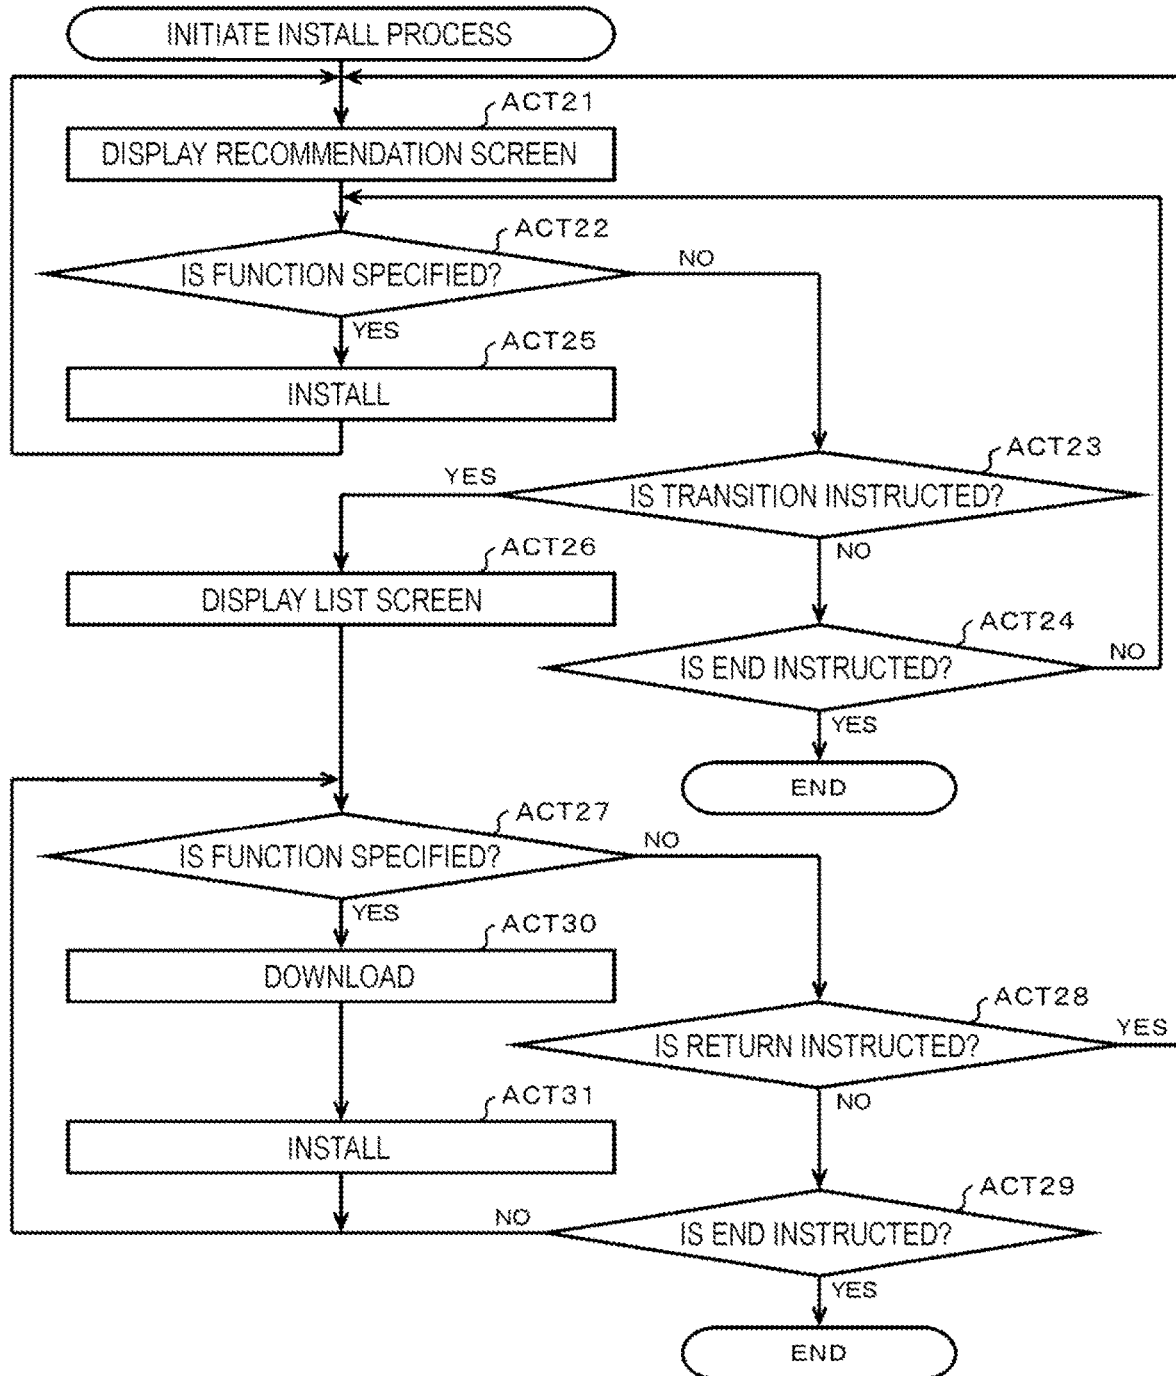 INITIATE INSTALL PROCESS
ACT21
DISPLAY RECOMMENDATION SCREEN
ACT22
IS FUNCTION SPECIFIED?
NO
YES
ACT25
INSTALL
ACT23
YES
IS TRANSITION INSTRUCTED?
NO
ACT26
DISPLAY LIST SCREEN
ACT24
IS END INSTRUCTED?
NO
YES
END
ACT27
IS FUNCTION SPECIFIED?
NO
YES
ACT30
DOWNLOAD
ACT28
IS RETURN INSTRUCTED?
YES
NO
ACT31
INSTALL
ACT29
NO
IS END INSTRUCTED?
YES
END